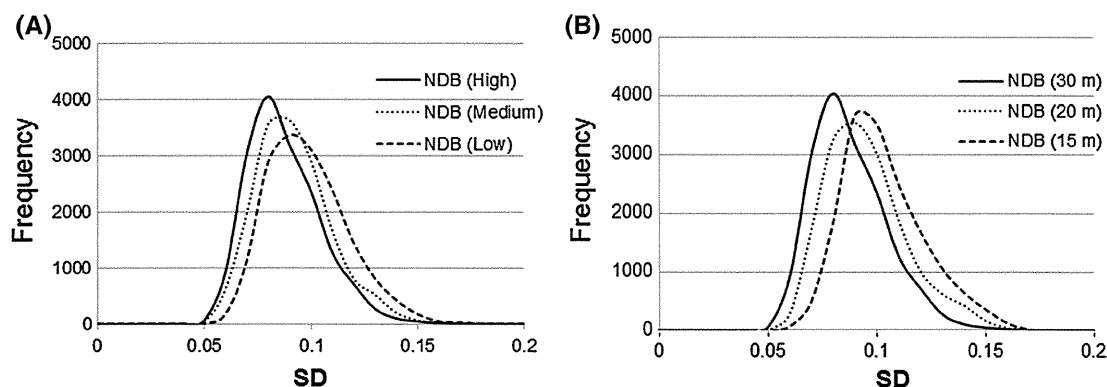 (A)
5000
4000
3000
2000
1000
0
Frequency
NDB (High)
NDB (Medium)
NDB (Low)
0 0.05 0.1 0.15 0.2
SD
(B)
5000
4000
3000
2000
1000
0
Frequency
NDB (30 m)
NDB (20 m)
NDB (15 m)
0 0.05 0.1 0.15 0.2
SD